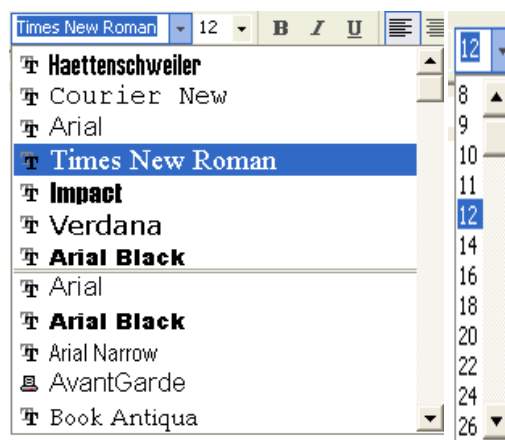 Times New Roman 12 B I U
Haettenschweiler
Courier New
Arial
Times New Roman
Impact
Verdana
Arial Black
Arial
Arial Black
Arial Narrow
AvantGarde
Book Antiqua
12
8
9
10
11
12
14
16
18
20
22
24
26